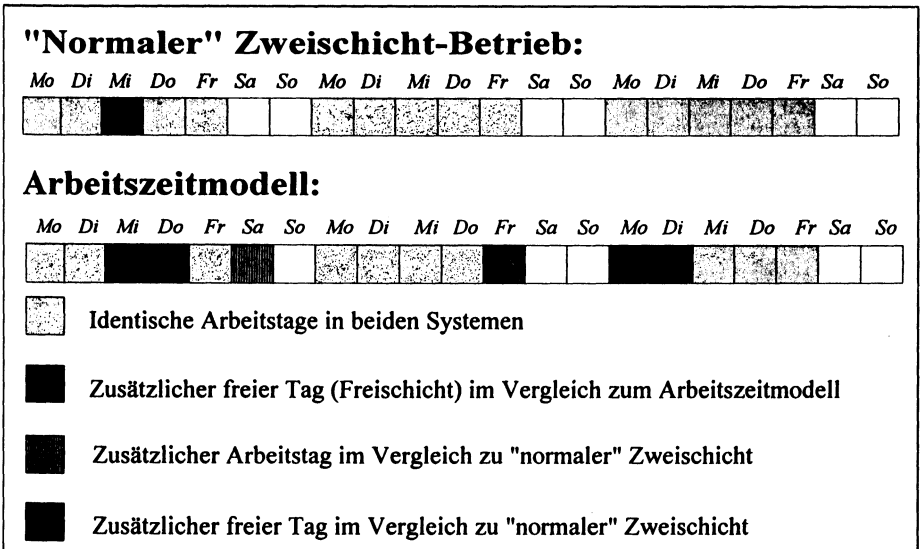 "Normaler" Zweischicht-Betrieb:
Mo Di Mi Do Fr Sa So Mo Di Mi Do Fr Sa So Mo Di Mi Do Fr Sa So
Arbeitszeitmodell:
Mo Di Mi Do Fr Sa So Mo Di Mi Do Fr Sa So Mo Di Mi Do Fr Sa So
Identische Arbeitstage in beiden Systemen
Zusätzlicher freier Tag (Freischicht) im Vergleich zum Arbeitszeitmodell
Zusätzlicher Arbeitstag im Vergleich zu "normaler" Zweischicht
Zusätzlicher freier Tag im Vergleich zu "normaler" Zweischicht